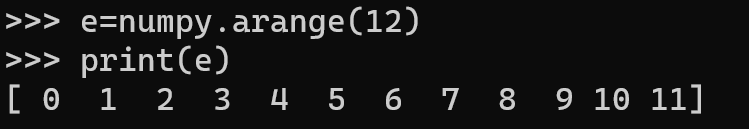 >>> e=numpy.arange(12)
>>> print(e)
[ 0  1  2  3  4  5  6  7  8  9 10 11]